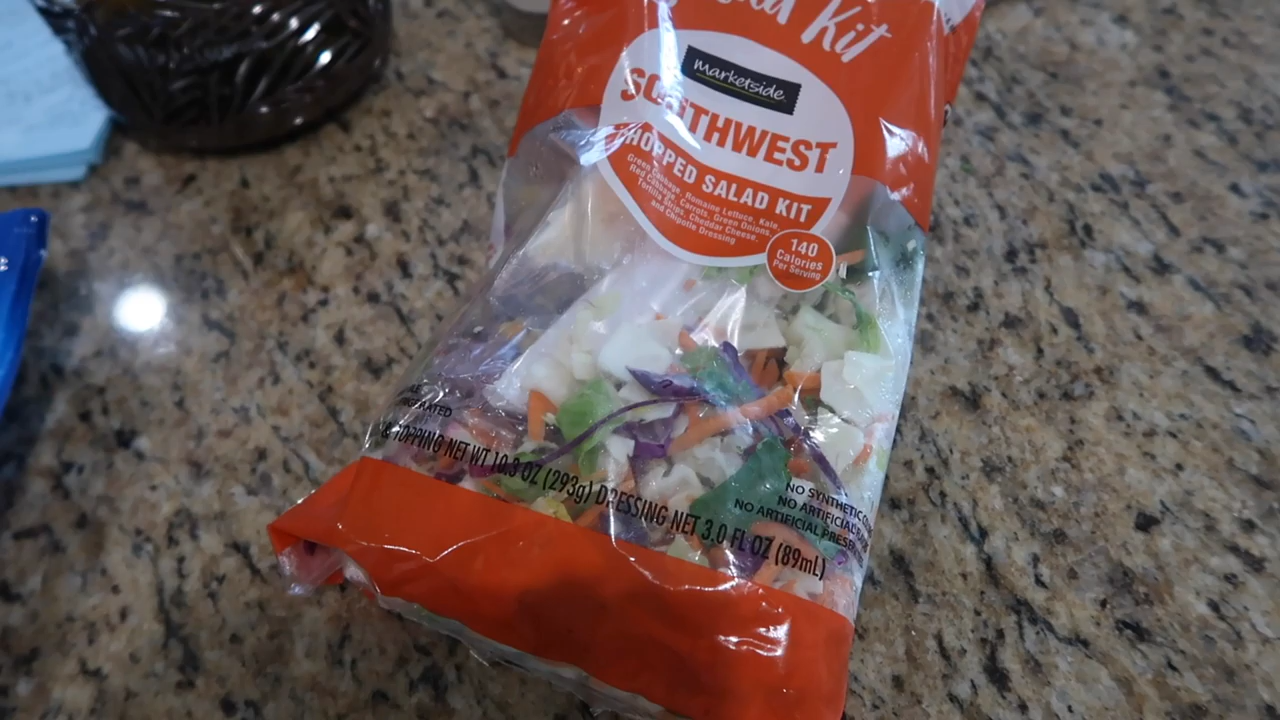 Kit
marketside
SOUTHWEST
CHOPPED SALAD KIT
Green Cabbage, Romaine Lettuce, Kale,
Red Cabbage, Carrots, Green Onions,
Tortilla Strips, Cheddar Cheese,
and Chipotle Dressing
140
Calories
Per Serving
& TOPPING NET WT 10.3 OZ (293g) DRESSING NET 3.0 FL OZ (89mL)
NO SYNTHETIC
NO ARTIFICIAL
NO ARTIFICIAL